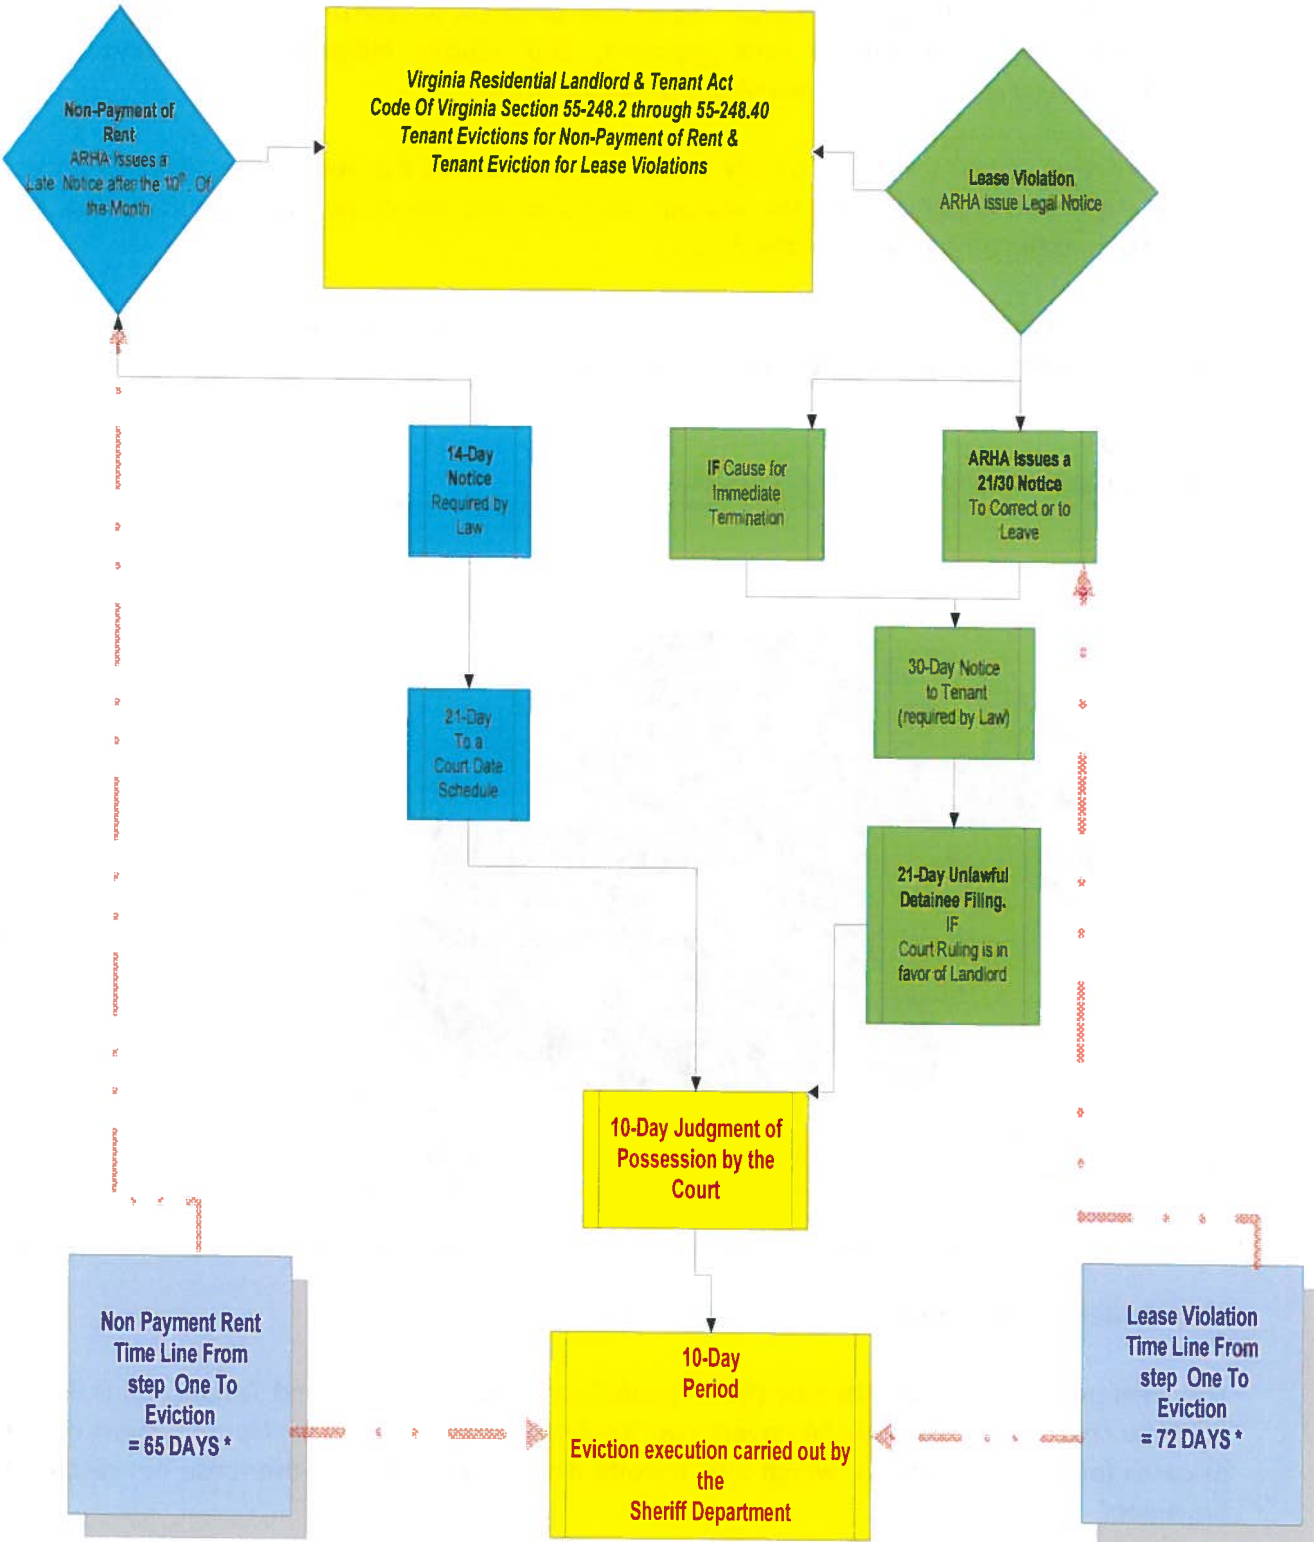 Virginia Residential Landlord & Tenant Act
Code Of Virginia Section 55-248.2 through 55-248.40
Tenant Evictions for Non-Payment of Rent &
Tenant Eviction for Lease Violations
Non-Payment of
Rent
ARHA Issues a
Late Notice after the 10th. Of
the Month
Lease Violation
ARHA issue Legal Notice
14-Day
Notice
Required by
Law
IF Cause for
Immediate
Termination
ARHA Issues a
21/30 Notice
To Correct or to
Leave
30-Day Notice
to Tenant
(required by Law)
21-Day
To a
Court Date
Schedule
21-Day Unlawful
Detainee Filing.
IF
Court Ruling is in
favor of Landlord
10-Day Judgment of
Possession by the
Court
Non Payment Rent
Time Line From
step One To
Eviction
= 65 DAYS *
10-Day
Period
Eviction execution carried out by
the
Sheriff Department
Lease Violation
Time Line From
step One To
Eviction
= 72 DAYS *